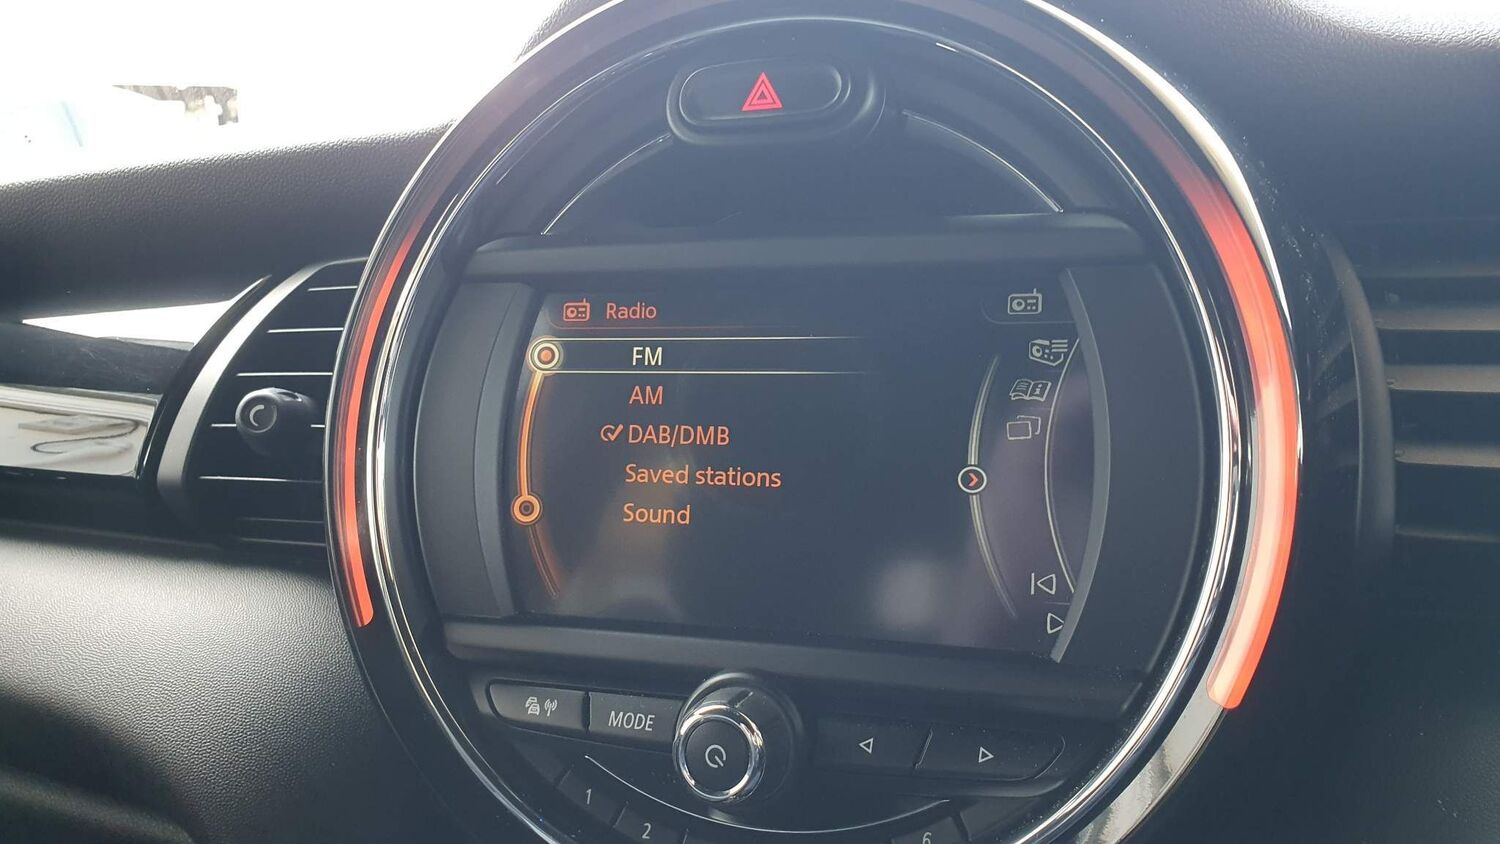 Radio
FM
AM
DAB/DMB
Saved stations
Sound
MODE
1
2
6